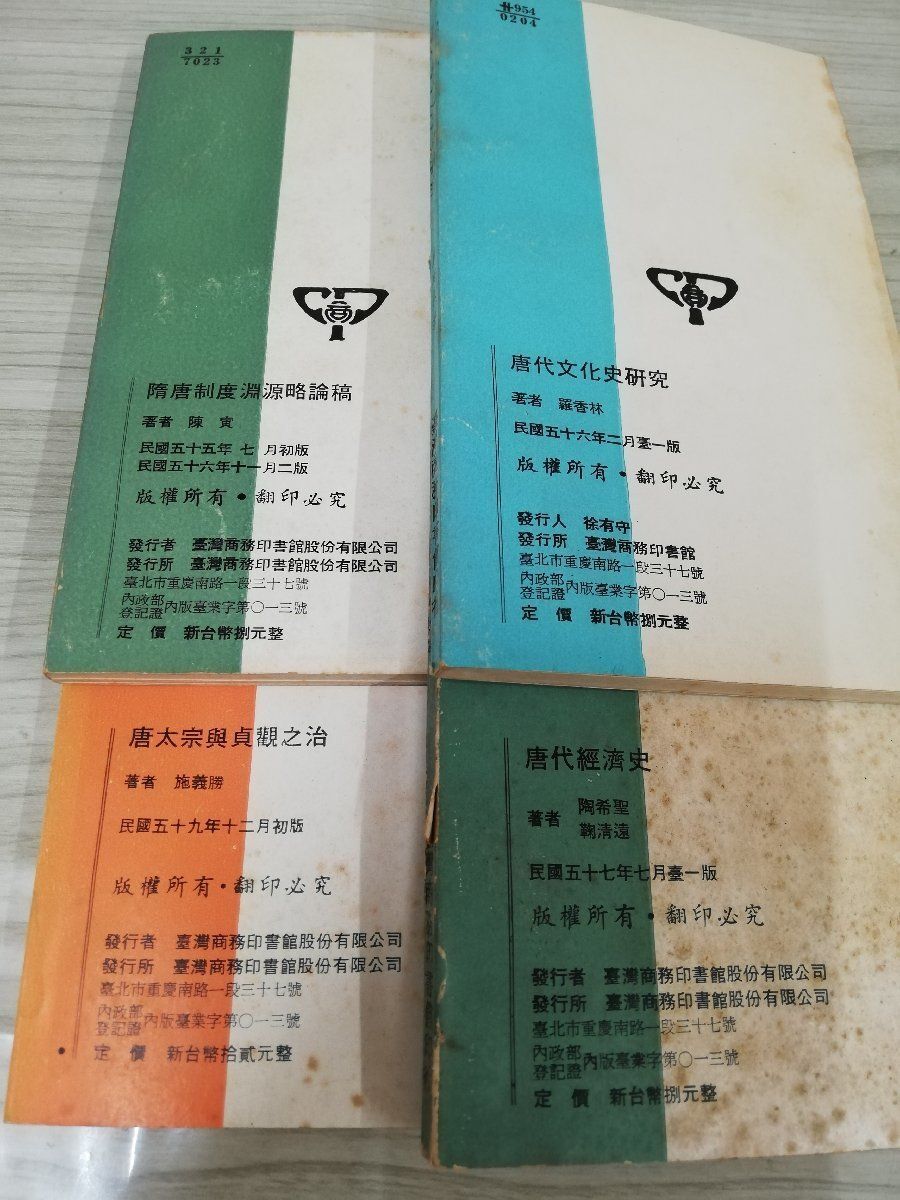 321
7023
隋唐制度淵源略論稿
著者 陳寅
民國五十五年 七 月初版
民國五十六年十一月二版
版權所有・翻印必究
發行者 臺灣商務印書館股份有限公司
發行所 臺灣商務印書館股份有限公司
臺北市重慶南路一段三十七號
內政部
登記證 內版臺業字第〇一三號
定 價 新台幣捌元整
H-954
0204
唐代文化史研究
著者 羅香林
民國五十六年二月臺一版
版權所有・翻印必究
發行人 徐有守
發行所 臺灣商務印書館
臺北市重慶南路一段三十七號
內政部
登記證 內版臺業字第〇一三號
定 價 新台幣捌元整
唐太宗與貞觀之治
著者 施義勝
民國五十九年十二月初版
版權所有・翻印必究
發行者 臺灣商務印書館股份有限公司
發行所 臺灣商務印書館股份有限公司
臺北市重慶南路一段三十七號
內政部
登記證 內版臺業字第〇一三號
定 價 新台幣拾貳元整
唐代經濟史
著者 陶希聖
鞠清遠
民國五十七年七月臺一版
版權所有・翻印必究
發行者 臺灣商務印書館股份有限公司
發行所 臺灣商務印書館股份有限公司
臺北市重慶南路一段三十七號
內政部
登記證 內版臺業字第〇一三號
定 價 新台幣捌元整